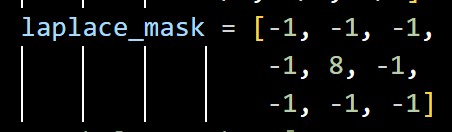 laplace_mask = [-1, -1, -1,
-1, 8, -1,
-1, -1, -1]